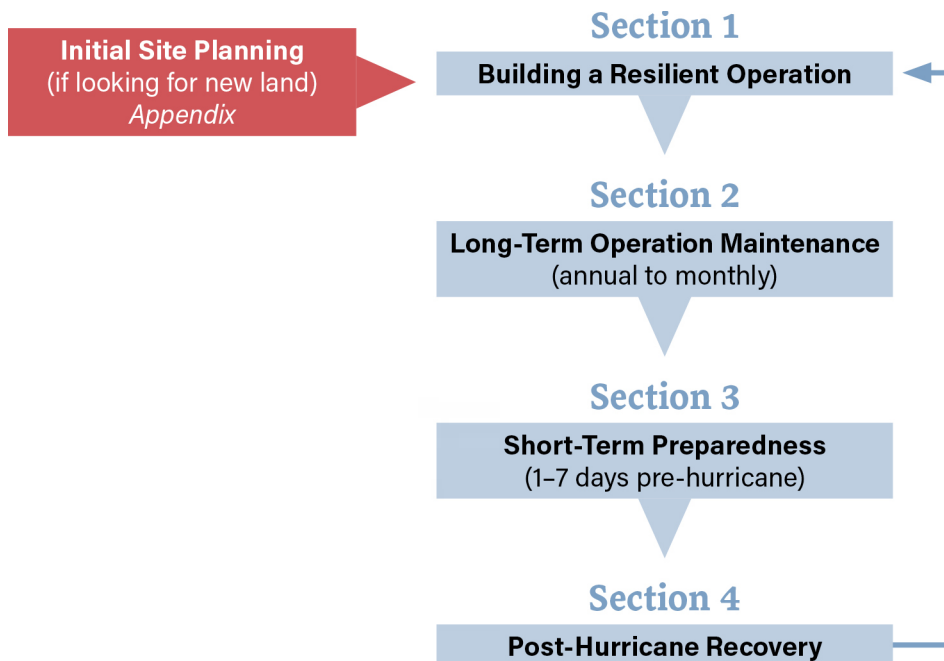 Initial Site Planning
(if looking for new land)
Appendix
Section 1
Building a Resilient Operation
Section 2
Long-Term Operation Maintenance
(annual to monthly)
Section 3
Short-Term Preparedness
(1–7 days pre-hurricane)
Section 4
Post-Hurricane Recovery